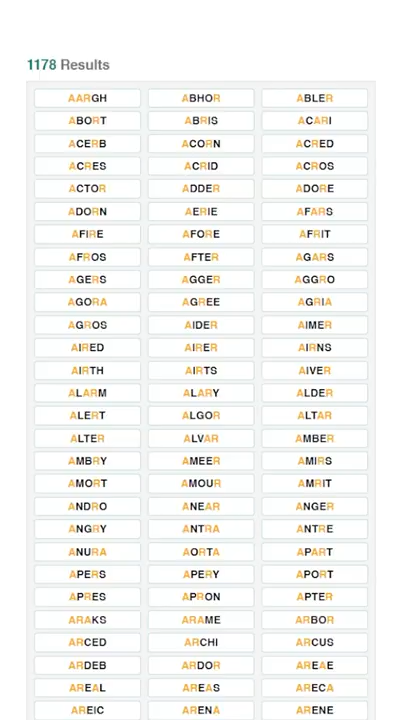 1178 Results
AARGH ABHOR ABLER
ABORT ABRIS ACARI
ACERB ACORN ACRED
ACRES ACRID ACROS
ACTOR ADDER ADORE
ADORN AERIE AFARS
AFIRE AFORE AFRIT
AFROS AFTER AGARS
AGERS AGGER AGGRO
AGORA AGREE AGRIA
AGROS AIDER AIMER
AIRED AIRER AIRNS
AIRTH AIRTS AIVER
ALARM ALARY ALDER
ALERT ALGOR ALTAR
ALTER ALVAR AMBER
AMBRY AMEER AMIRS
AMORT AMOUR AMRIT
ANDRO ANEAR ANGER
ANGRY ANTRA ANTRE
ANURA AORTA APART
APERS APERY APORT
APRES APRON APTER
ARAKS ARAME ARBOR
ARCED ARCHI ARCUS
ARDEB ARDOR AREAE
AREAL AREAS ARECA
AREIC ARENA ARENE